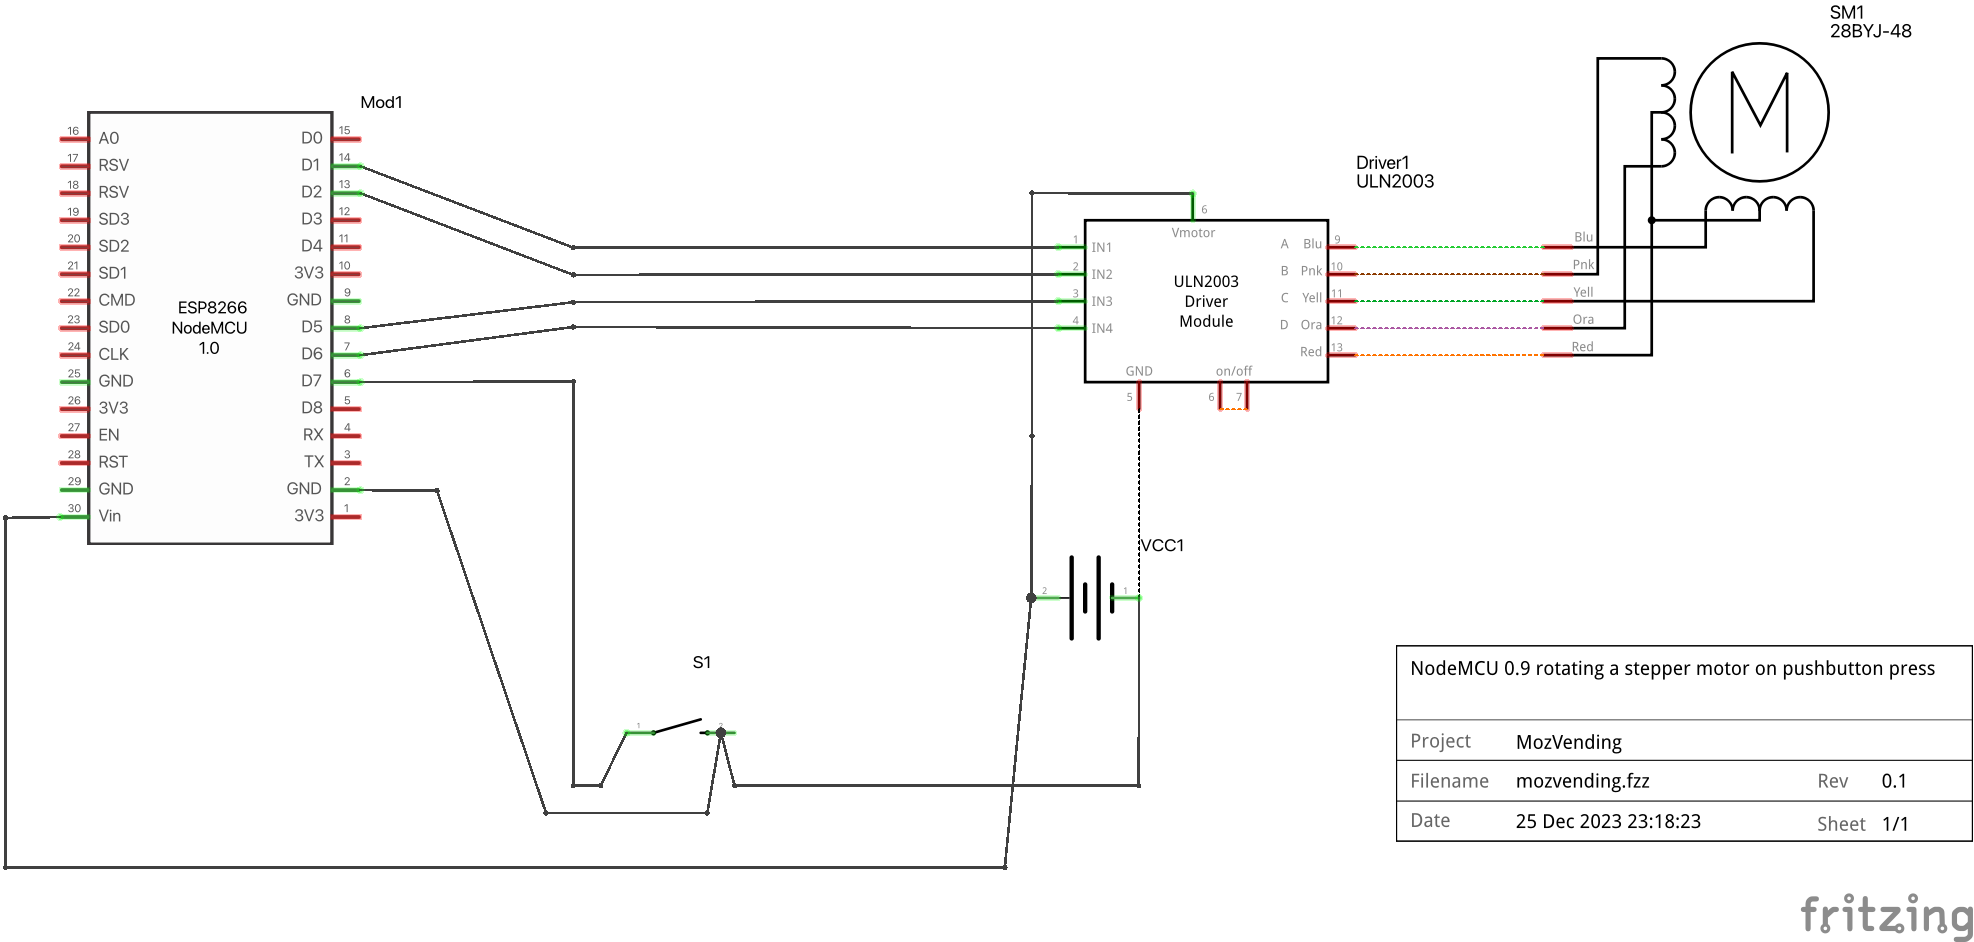 SM1
28BYJ-48
Mod1
16 A0 D0 15
17 RSV D1 14
18 RSV D2 13
19 SD3 D3 12
20 SD2 D4 11
21 SD1 3V3 10
22 CMD GND 9
23 SD0 D5 8
24 CLK D6 7
25 GND D7 6
26 3V3 D8 5
27 EN RX 4
28 RST TX 3
29 GND GND 2
30 Vin 3V3 1
ESP8266
NodeMCU
1.0
Driver1
ULN2003
6
Vmotor
1 IN1 A Blu 9
2 IN2 B Pnk 10
3 IN3 C Yell 11
4 IN4 D Ora 12
Red 13
ULN2003
Driver
Module
GND on/off
5 6 7
Blu
Pnk
Yell
Ora
Red
M
VCC1
2 1
S1
1 2
NodeMCU 0.9 rotating a stepper motor on pushbutton press
Project MozVending
Filename mozvending.fzz Rev 0.1
Date 25 Dec 2023 23:18:23 Sheet 1/1
fritzing